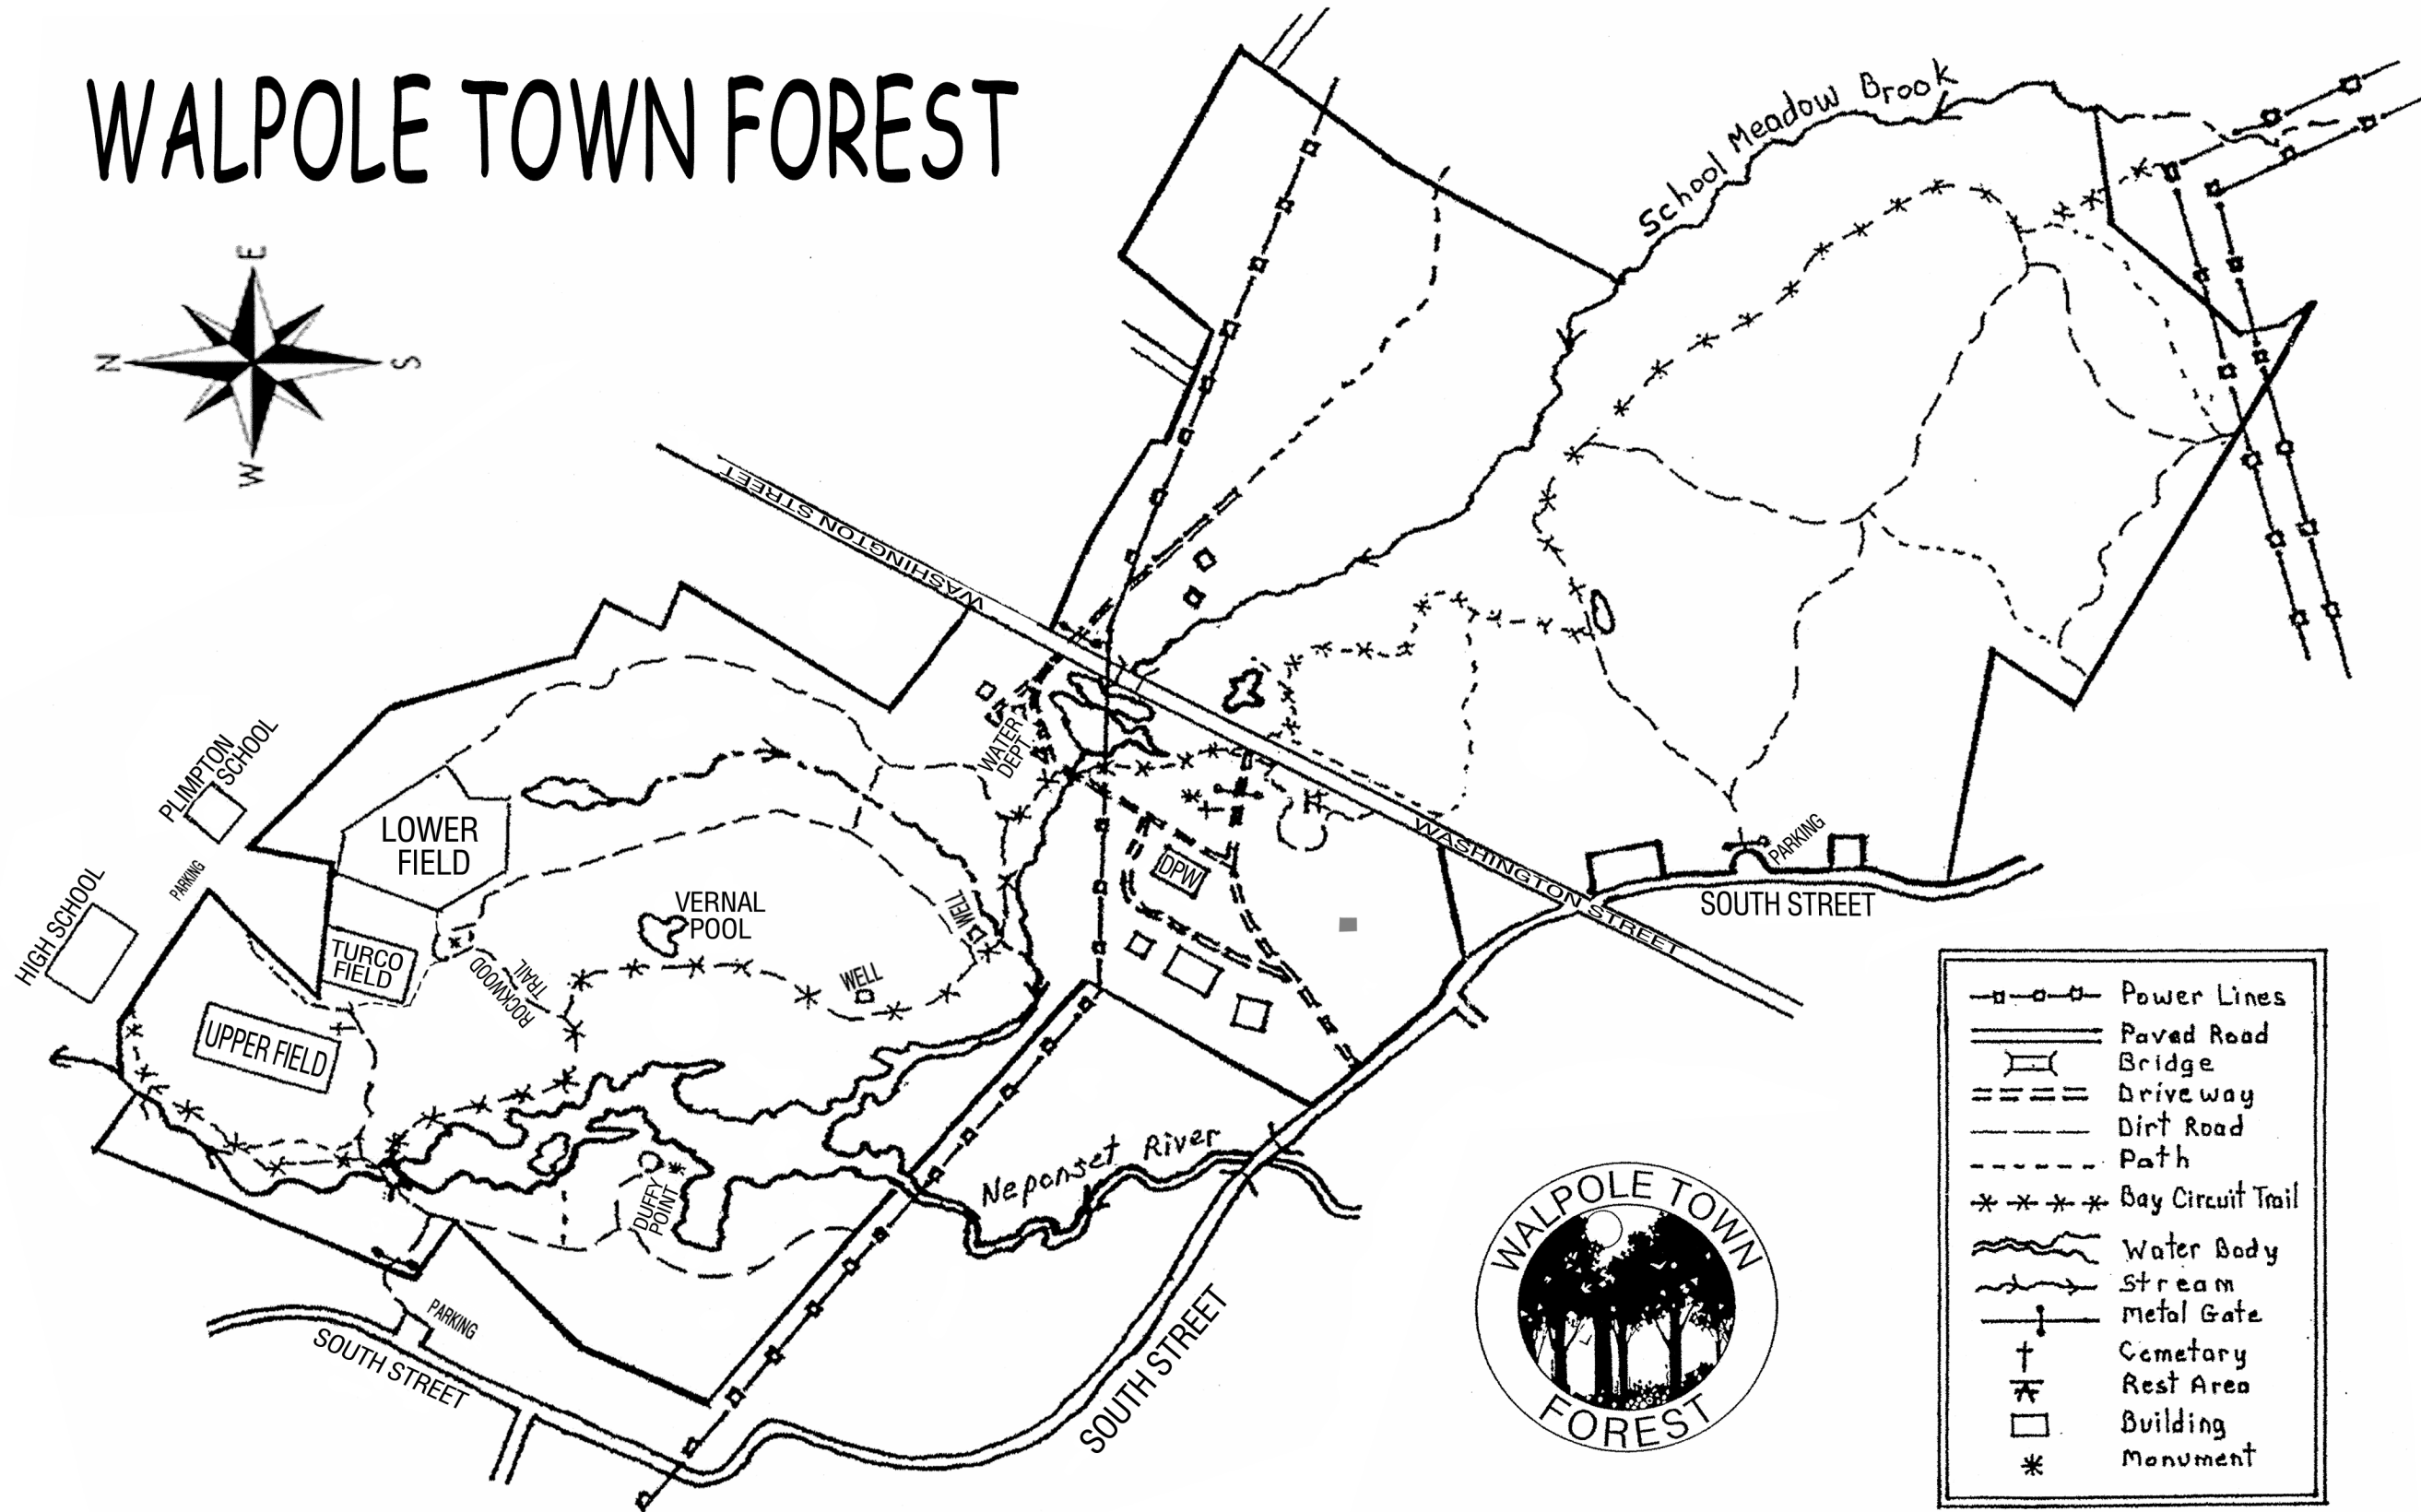 WALPOLE TOWN FOREST
E
N
S
W
School Meadow Brook
WASHINGTON STREET
WATER
DEPT.
PLIMPTON
SCHOOL
LOWER
FIELD
PARKING
HIGH SCHOOL
VERNAL
POOL
WELL
DPW
TURCO
FIELD
ROCKWOOD
TRAIL
WELL
UPPER FIELD
WASHINGTON STREET
PARKING
SOUTH STREET
DUFFY
POINT
Neponset River
PARKING
SOUTH STREET
SOUTH STREET
WALPOLE TOWN
FOREST
Power Lines
Paved Road
Bridge
Driveway
Dirt Road
Path
Bay Circuit Trail
Water Body
Stream
Metal Gate
Cemetary
Rest Area
Building
Monument